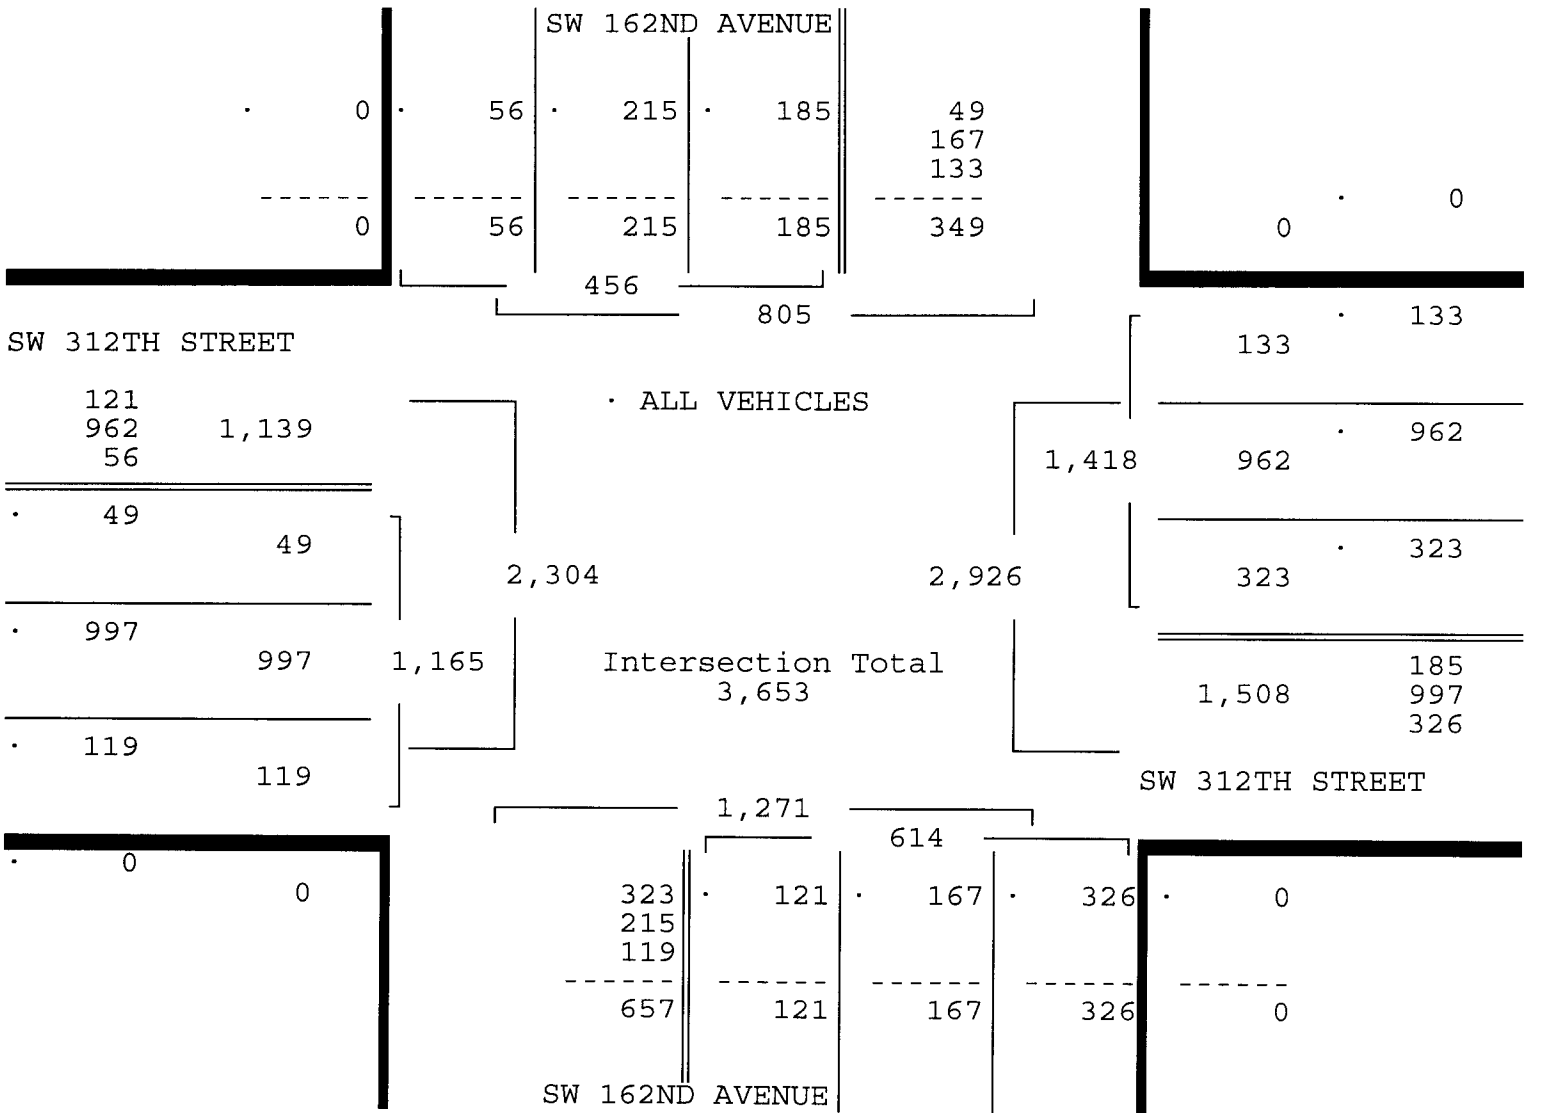 SW 162ND AVENUE
· 0 · 56 · 215 · 185 49
167
133
------ ------ ------ ------ ------
0 56 215 185 349
· 0
0
456
805
SW 312TH STREET
· 133
133
121
962 1,139
56
· ALL VEHICLES
· 962
1,418 962
· 49
49
· 323
2,304 2,926 323
· 997
997 1,165 Intersection Total
3,653
185
1,508 997
326
· 119
119
SW 312TH STREET
1,271
614
· 0
0
323 · 121 · 167 · 326 · 0
215
119
------ ------ ------ ------ ------
657 121 167 326 0
SW 162ND AVENUE